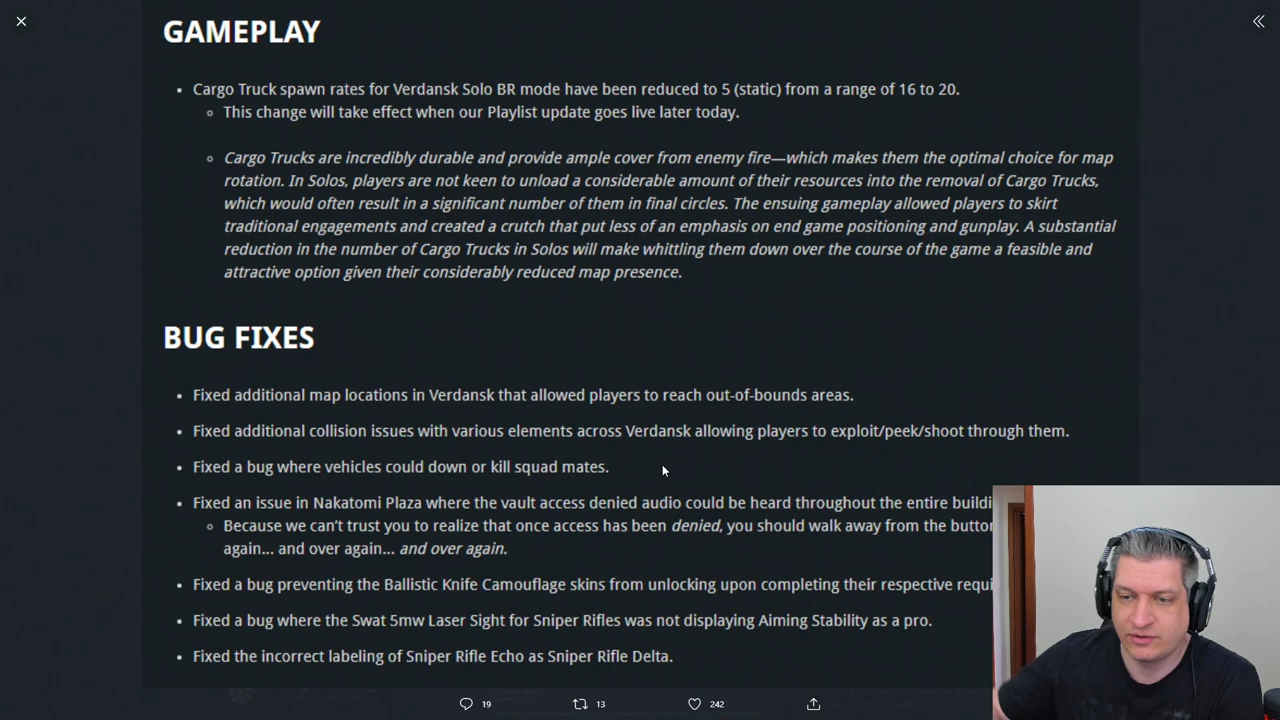 GAMEPLAY
• Cargo Truck spawn rates for Verdansk Solo BR mode have been reduced to 5 (static) from a range of 16 to 20.
◦ This change will take effect when our Playlist update goes live later today.
◦ Cargo Trucks are incredibly durable and provide ample cover from enemy fire—which makes them the optimal choice for map
rotation. In Solos, players are not keen to unload a considerable amount of their resources into the removal of Cargo Trucks,
which would often result in a significant number of them in final circles. The ensuing gameplay allowed players to skirt
traditional engagements and created a crutch that put less of an emphasis on end game positioning and gunplay. A substantial
reduction in the number of Cargo Trucks in Solos will make whittling them down over the course of the game a feasible and
attractive option given their considerably reduced map presence.
BUG FIXES
• Fixed additional map locations in Verdansk that allowed players to reach out-of-bounds areas.
• Fixed additional collision issues with various elements across Verdansk allowing players to exploit/peek/shoot through them.
• Fixed a bug where vehicles could down or kill squad mates.
• Fixed an issue in Nakatomi Plaza where the vault access denied audio could be heard throughout the entire
◦ Because we can't trust you to realize that once access has been denied, you should walk away from the
again... and over again... and over again.
• Fixed a bug preventing the Ballistic Knife Camouflage skins from unlocking upon completing their respective
• Fixed a bug where the Swat 5mw Laser Sight for Sniper Rifles was not displaying Aiming Stability as a pro.
• Fixed the incorrect labeling of Sniper Rifle Echo as Sniper Rifle Delta.
19 13 242